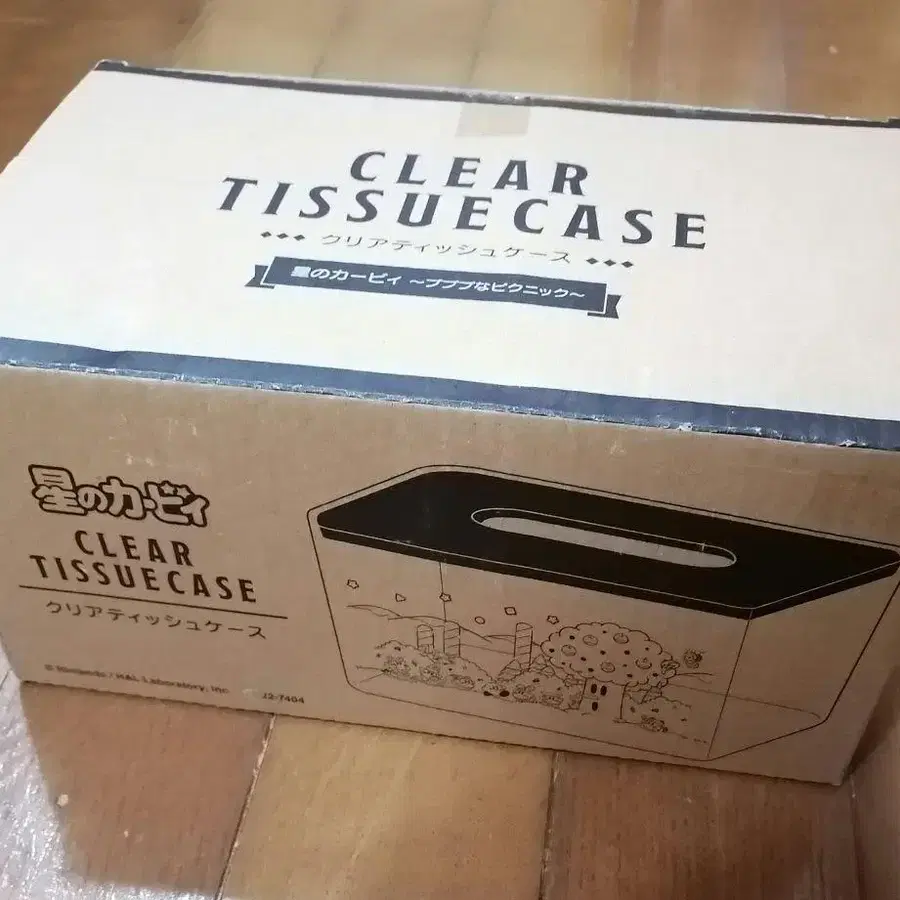 CLEAR
TISSUECASE
クリアティッシュケース
星のカービィ ～プププなピクニック～
星のカービィ
CLEAR
TISSUECASE
クリアティッシュケース
© Nintendo / HAL Laboratory, Inc.
22-7404